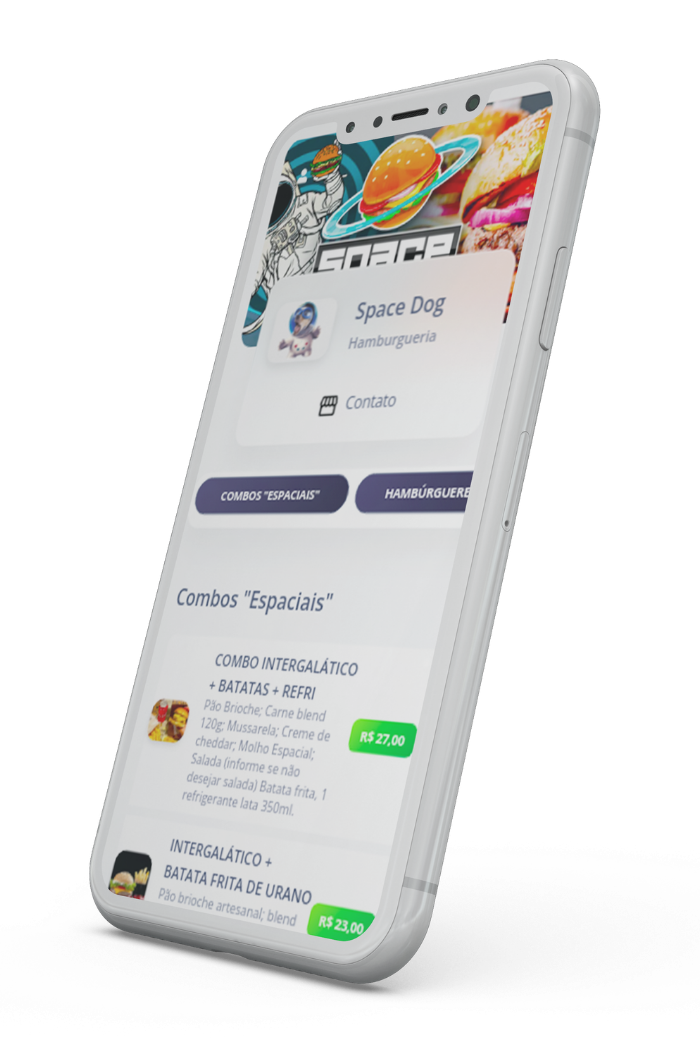 SPACE
Space Dog
Hamburgueria
Contato
COMBOS "ESPACIAIS"
HAMBÚRGUERE
Combos "Espaciais"
COMBO INTERGALÁTICO
+ BATATAS + REFRI
Pão Brioche; Carne blend
120g; Mussarela; Creme de
cheddar; Molho Espacial;
Salada (informe se não
desejar salada) Batata frita, 1
refrigerante lata 350ml.
R$ 27,00
INTERGALÁTICO +
BATATA FRITA DE URANO
Pão brioche artesanal; blend
R$ 23,00